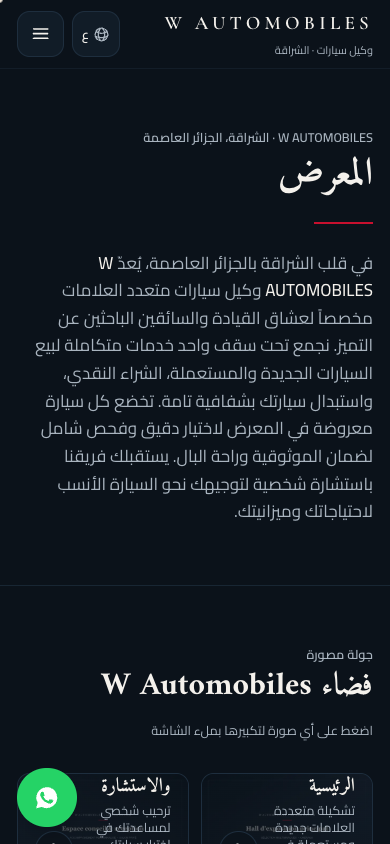 W AUTOMOBILES
وكيل سيارات · الشراقة
ع
W AUTOMOBILES · الشراقة، الجزائر العاصمة
المعرض
في قلب الشراقة بالجزائر العاصمة، يُعدّ W
AUTOMOBILES وكيل سيارات متعدد العلامات
مخصصاً لعشاق القيادة والسائقين الباحثين عن
التميز. نجمع تحت سقف واحد خدمات متكاملة لبيع
السيارات الجديدة والمستعملة، الشراء النقدي،
واستبدال سيارتك بشفافية تامة. تخضع كل سيارة
معروضة في المعرض لاختيار دقيق وفحص شامل
لضمان الموثوقية وراحة البال. يستقبلك فريقنا
باستشارة شخصية لتوجيهك نحو السيارة الأنسب
لاحتياجاتك وميزانيتك.
جولة مصورة
فضاء W Automobiles
اضغط على أي صورة لتكبيرها بملء الشاشة
الرئيسية
تشكيلة متعددة
العلامات جديدة
والاستشارة
ترحيب شخصي
لمساعدتك في